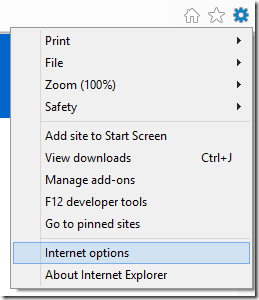 Print
File
Zoom (100%)
Safety
Add site to Start Screen
View downloads Ctrl+J
Manage add-ons
F12 developer tools
Go to pinned sites
Internet options
About Internet Explorer